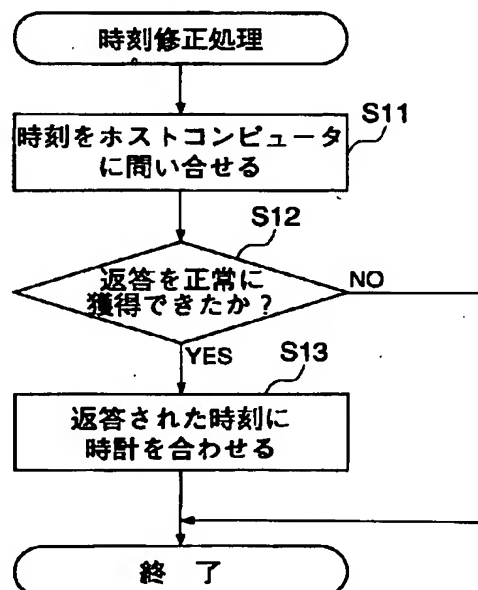 時刻修正処理
S11
時刻をホストコンピュータ
に問い合せる
S12
返答を正常に
獲得できたか？
NO
YES
S13
返答された時刻に
時計を合わせる
終 了